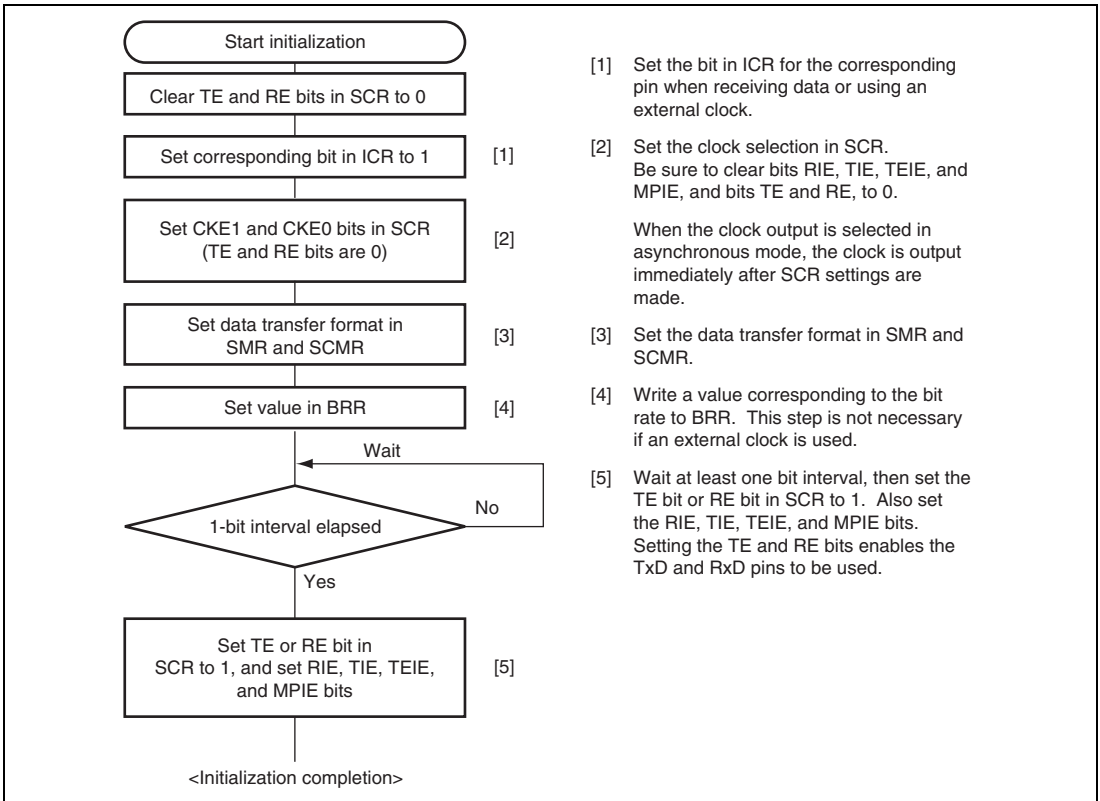 Start initialization
Clear TE and RE bits in SCR to 0
Set corresponding bit in ICR to 1
[1]
Set CKE1 and CKE0 bits in SCR
(TE and RE bits are 0)
[2]
Set data transfer format in
SMR and SCMR
[3]
Set value in BRR
[4]
Wait
No
1-bit interval elapsed
Yes
Set TE or RE bit in
SCR to 1, and set RIE, TIE, TEIE,
and MPIE bits
[5]
<Initialization completion>
[1] Set the bit in ICR for the corresponding
pin when receiving data or using an
external clock.
[2] Set the clock selection in SCR.
Be sure to clear bits RIE, TIE, TEIE, and
MPIE, and bits TE and RE, to 0.
When the clock output is selected in
asynchronous mode, the clock is output
immediately after SCR settings are
made.
[3] Set the data transfer format in SMR and
SCMR.
[4] Write a value corresponding to the bit
rate to BRR. This step is not necessary
if an external clock is used.
[5] Wait at least one bit interval, then set the
TE bit or RE bit in SCR to 1. Also set
the RIE, TIE, TEIE, and MPIE bits.
Setting the TE and RE bits enables the
TxD and RxD pins to be used.